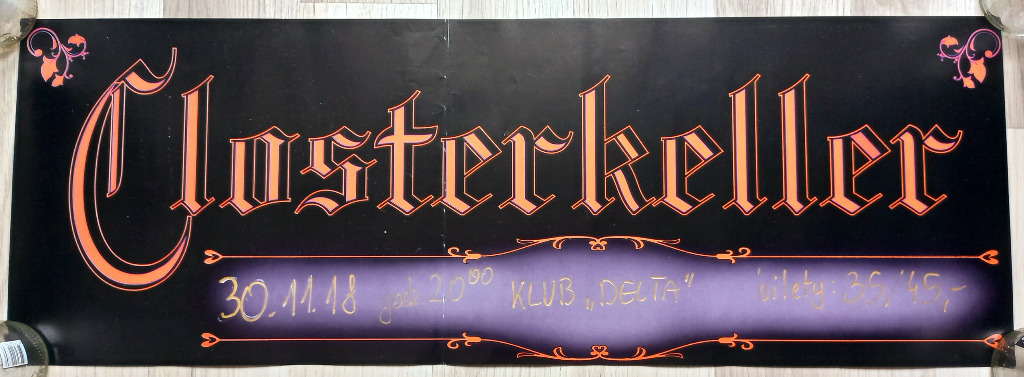 Closterkeller
30.11.18 godz 20⁰⁰ KLUB „DELTA” bilety: 35,- 45,-